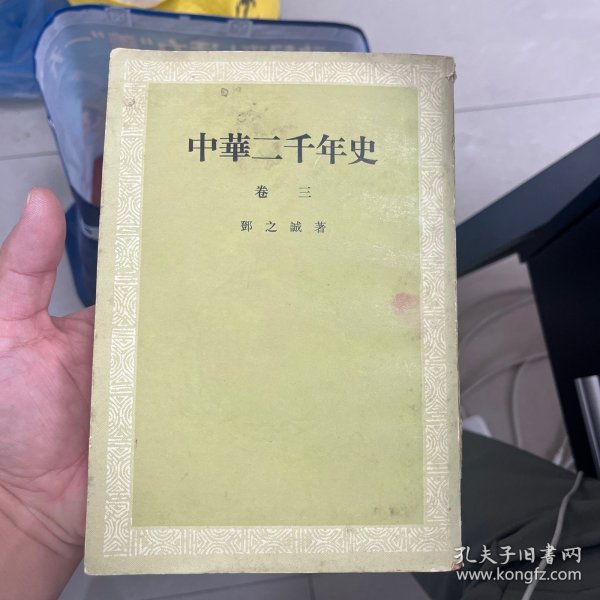 中華二千年史
卷 三
鄧之誠 著
孔夫子旧書网
www.kongfz.com